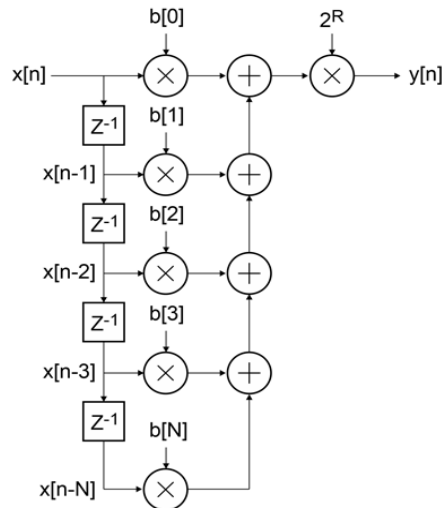 b[0]
2^R
x[n]
y[n]
Z^-1
b[1]
x[n-1]
Z^-1
b[2]
x[n-2]
Z^-1
b[3]
x[n-3]
Z^-1
b[N]
x[n-N]